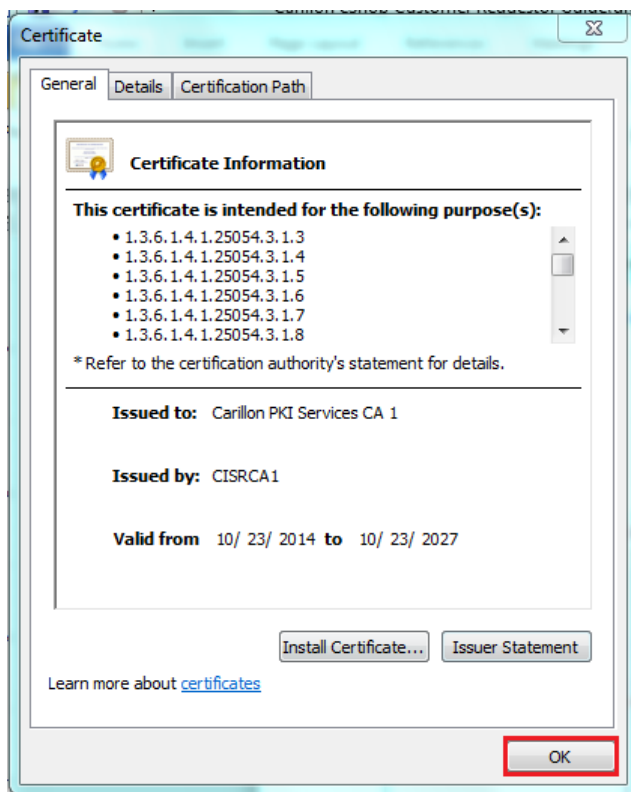 Certificate
General Details Certification Path
Certificate Information
This certificate is intended for the following purpose(s):
• 1.3.6.1.4.1.25054.3.1.3
• 1.3.6.1.4.1.25054.3.1.4
• 1.3.6.1.4.1.25054.3.1.5
• 1.3.6.1.4.1.25054.3.1.6
• 1.3.6.1.4.1.25054.3.1.7
• 1.3.6.1.4.1.25054.3.1.8
* Refer to the certification authority's statement for details.
Issued to: Carillon PKI Services CA 1
Issued by: CISRCA1
Valid from 10/ 23/ 2014 to 10/ 23/ 2027
Install Certificate... Issuer Statement
Learn more about certificates
OK